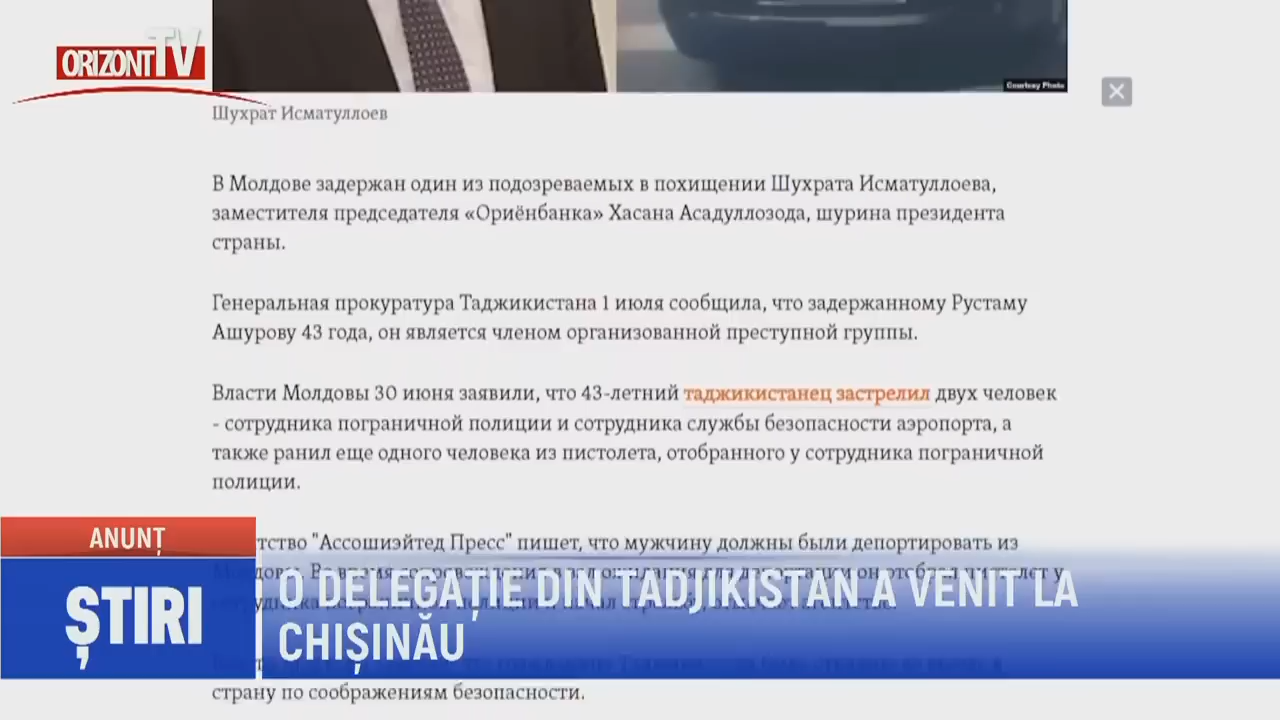 ORIZONT TV
Courtesy Photo
Шухрат Исматуллоев
В Молдове задержан один из подозреваемых в похищении Шухрата Исматуллоева,
заместителя председателя «Ориёнбанка» Хасана Асадуллозода, шурина президента
страны.
Генеральная прокуратура Таджикистана 1 июля сообщила, что задержанному Рустаму
Ашурову 43 года, он является членом организованной преступной группы.
Власти Молдовы 30 июня заявили, что 43-летний таджикистанец застрелил двух человек
- сотрудника пограничной полиции и сотрудника службы безопасности аэропорта, а
также ранил еще одного человека из пистолета, отобранного у сотрудника пограничной
полиции.
"Ассошиэйтед Пресс" пишет, что мужчину должны были депортировать из
ANUNȚ
ȘTIRI
O DELEGAȚIE DIN TADJIKISTAN A VENIT LA
CHIȘINĂU
страну по соображениям безопасности.